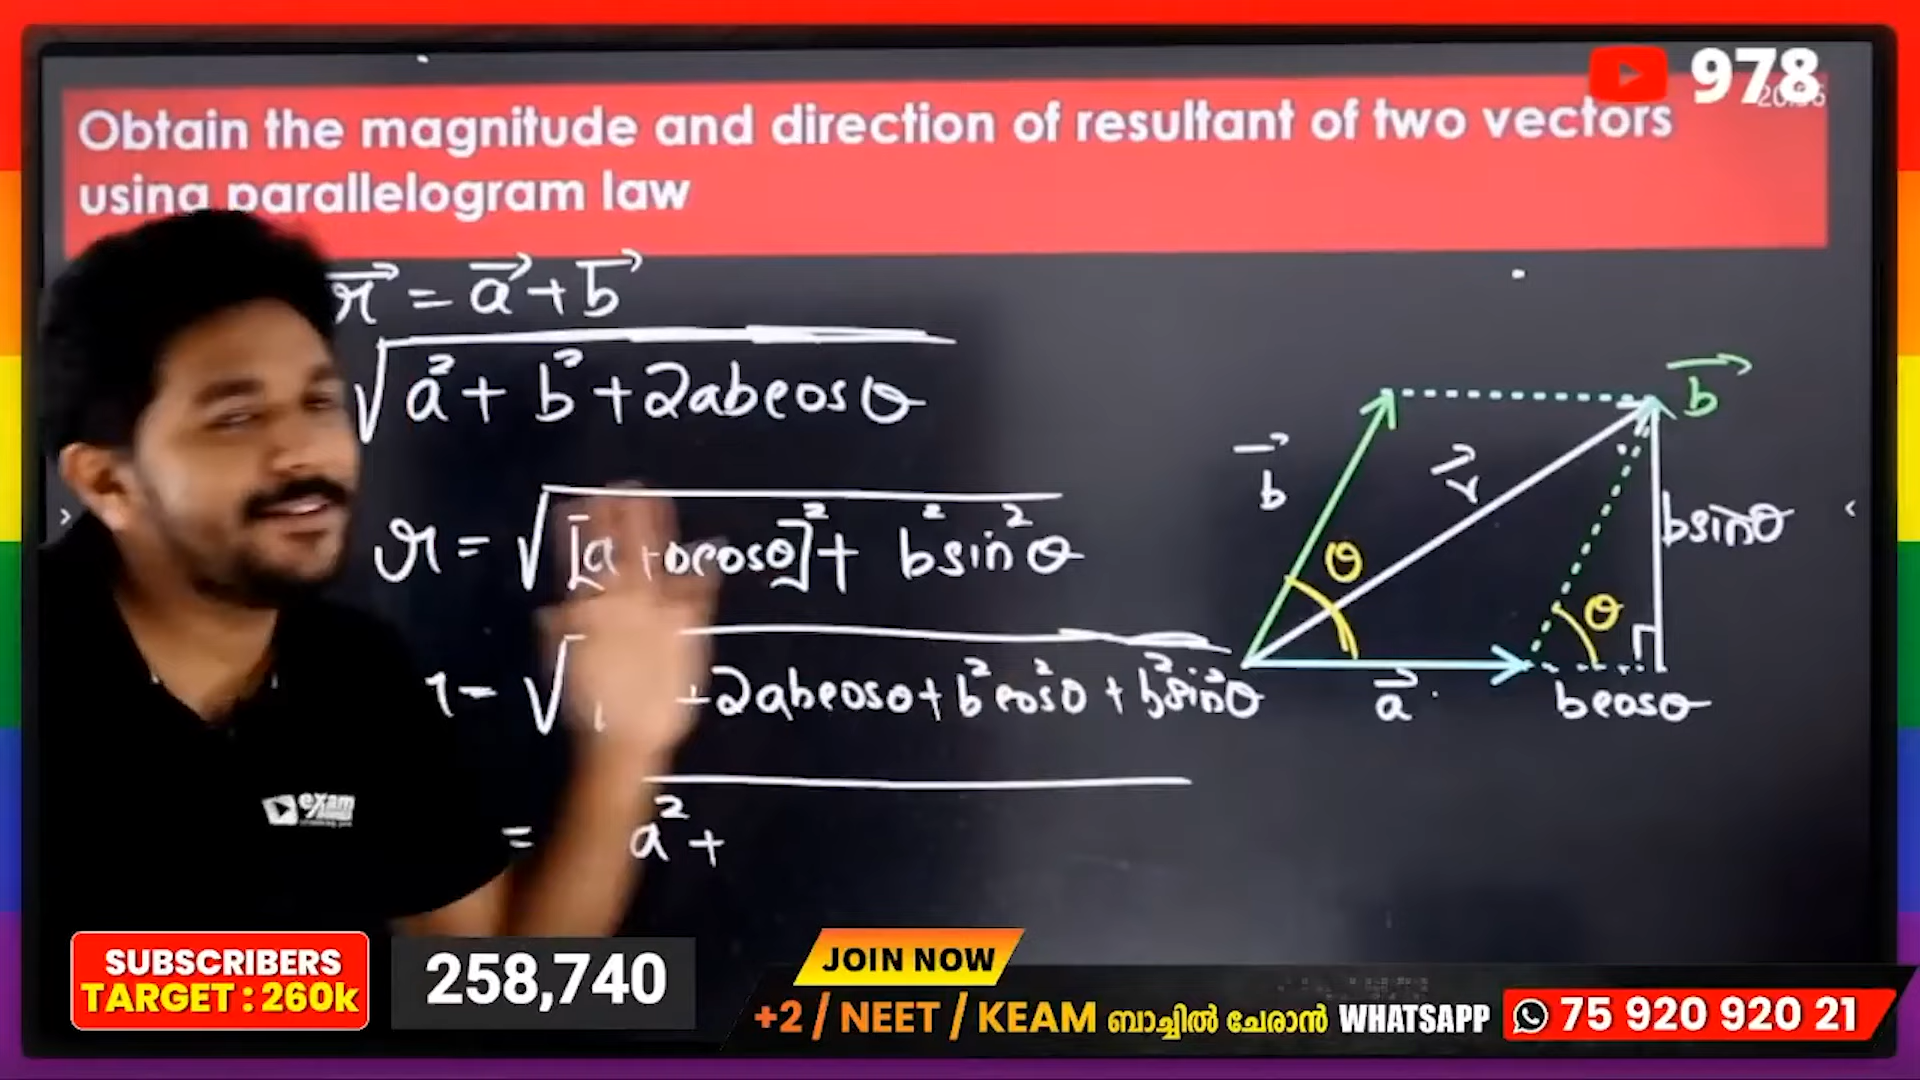 978
Obtain the magnitude and direction of resultant of two vectors
using parallelogram law
r⃗ = a⃗ + b⃗
√a² + b² + 2abcosθ
r = √[a + bcosθ]² + b²sin²θ
+2abcosθ + b²cos²θ + b²sin²θ
= a² +
b⃗
b⃗
r⃗
bsinθ
θ
θ
a⃗
bcosθ
exam
SUBSCRIBERS
TARGET : 260k
258,740
JOIN NOW
+2 / NEET / KEAM ബാച്ചിൽ ചേരാൻ WHATSAPP 75 920 920 21